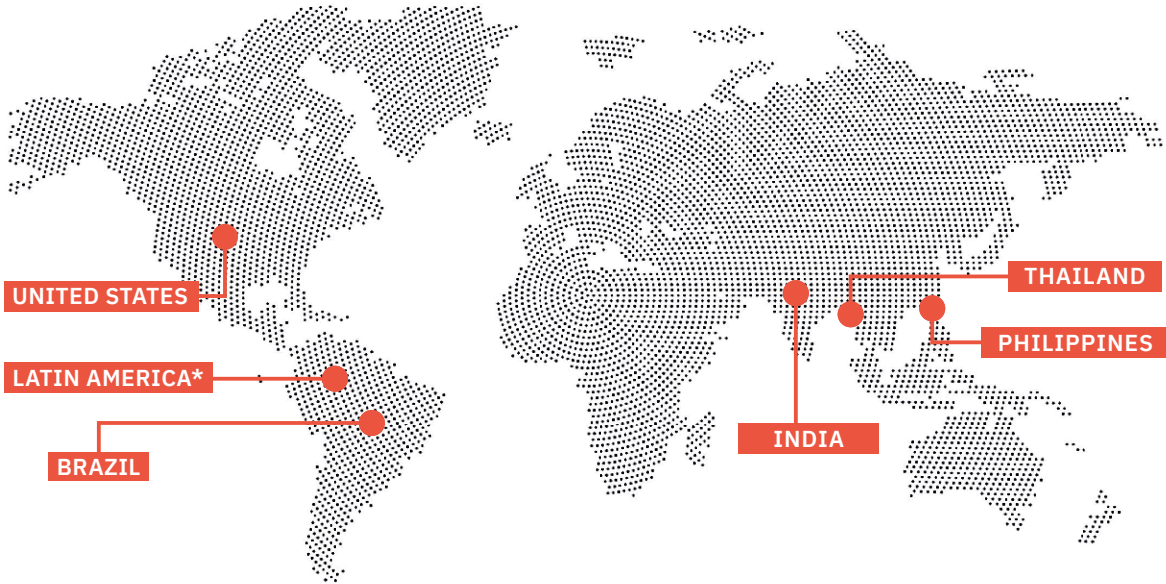 THAILAND
UNITED STATES
PHILIPPINES
LATIN AMERICA*
INDIA
BRAZIL